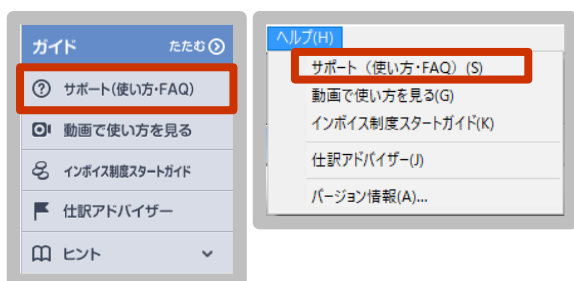 ガイド たたむ
サポート(使い方･FAQ)
動画で使い方を見る
インボイス制度スタートガイド
仕訳アドバイザー
ヒント
ヘルプ(H)
サポート（使い方･FAQ）(S)
動画で使い方を見る(G)
インボイス制度スタートガイド(K)
仕訳アドバイザー(J)
バージョン情報(A)...